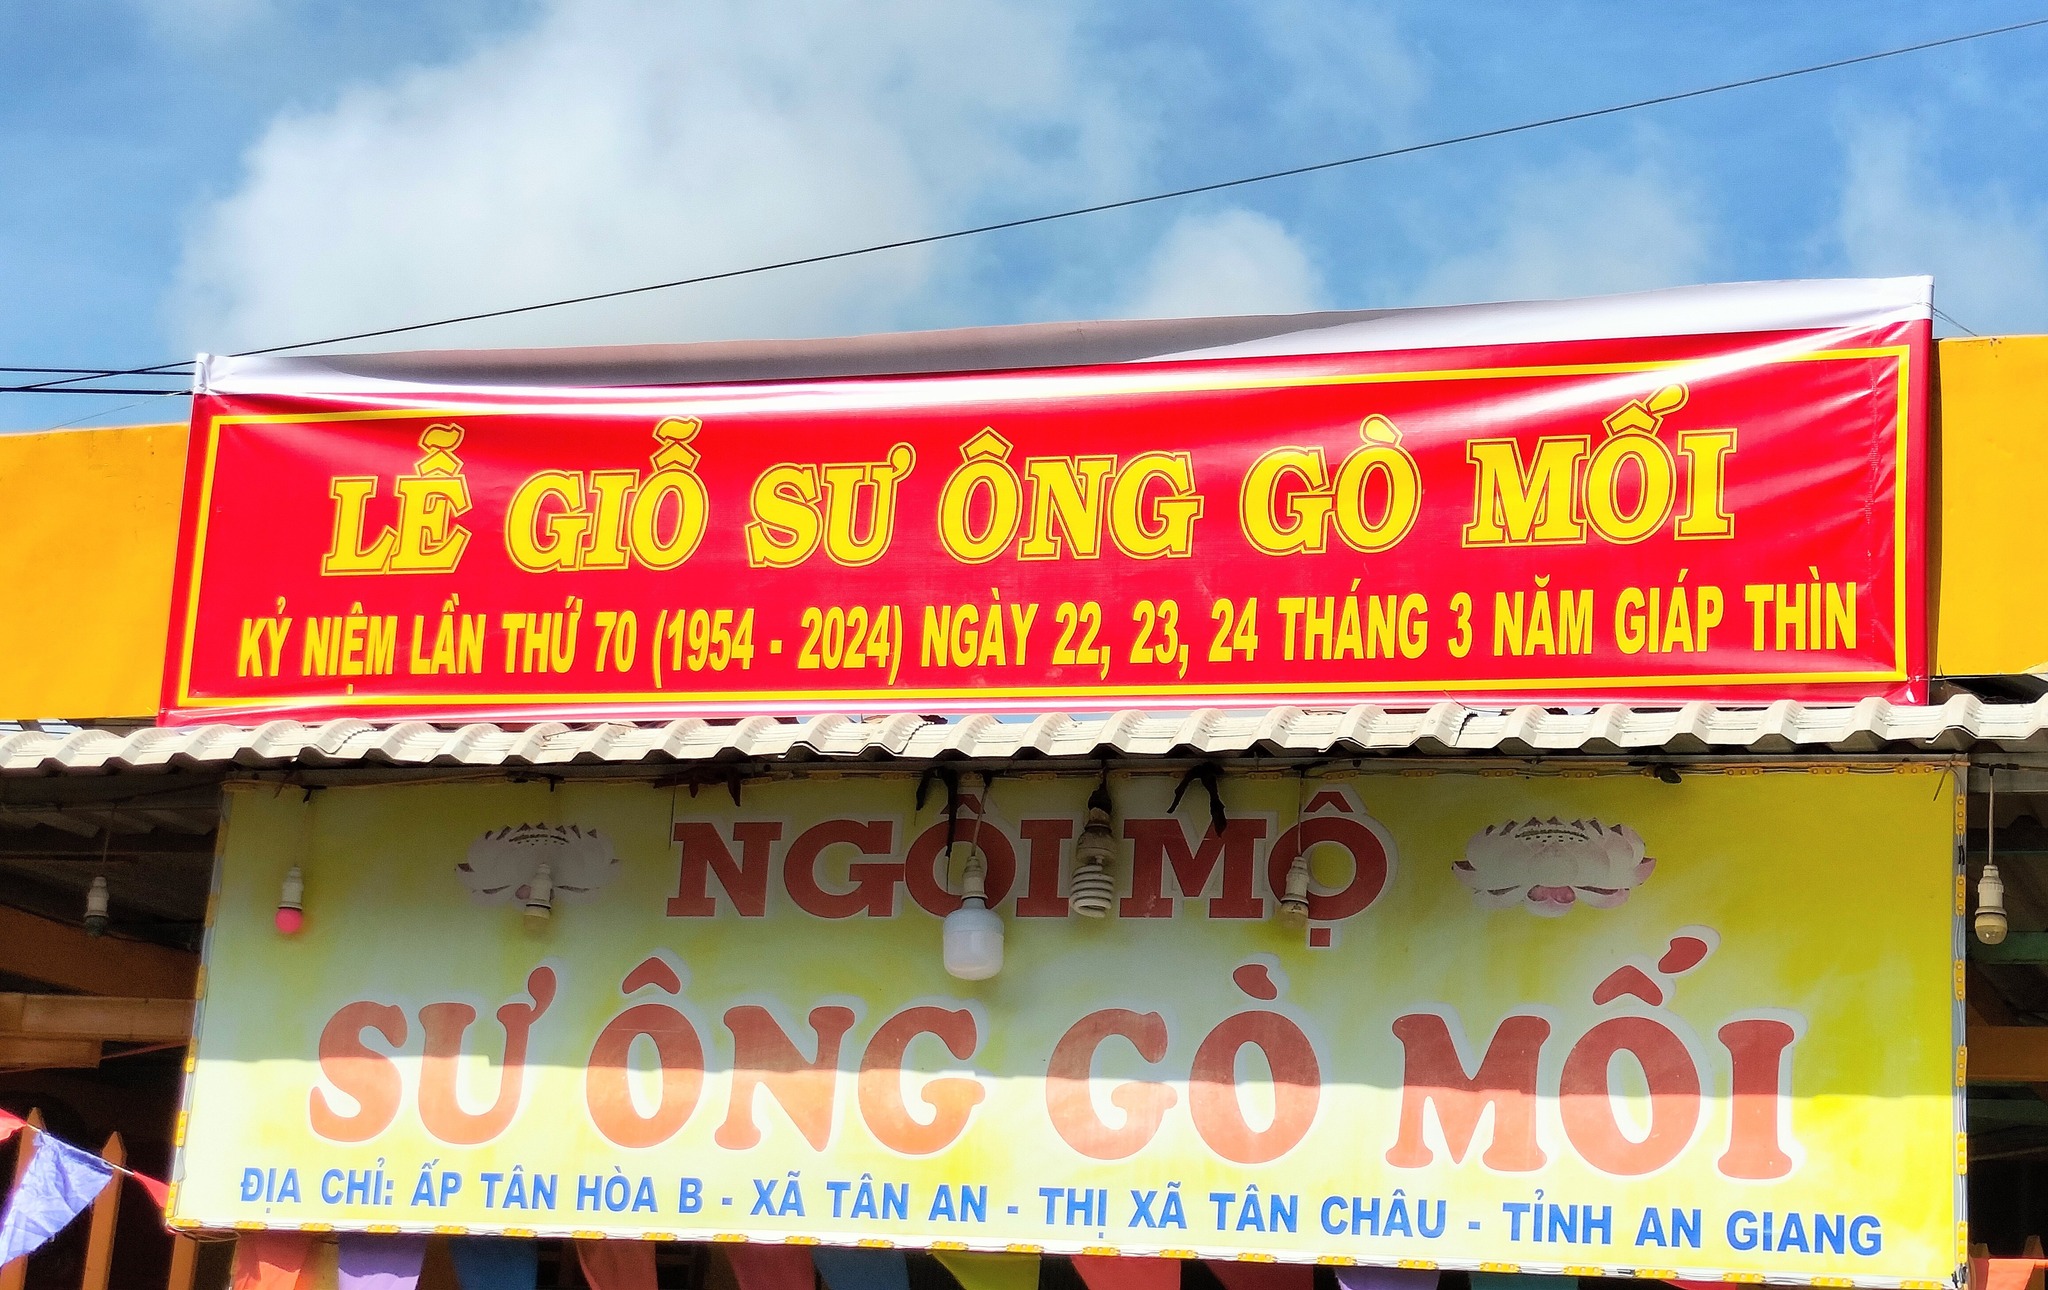 LỄ GIỖ SƯ ÔNG GÒ MỐI
KỶ NIỆM LẦN THỨ 70 (1954 - 2024) NGÀY 22, 23, 24 THÁNG 3 NĂM GIÁP THÌN
NGÔI MỘ
SƯ ÔNG GÒ MỐI
ĐỊA CHỈ: ẤP TÂN HÒA B - XÃ TÂN AN - THỊ XÃ TÂN CHÂU - TỈNH AN GIANG